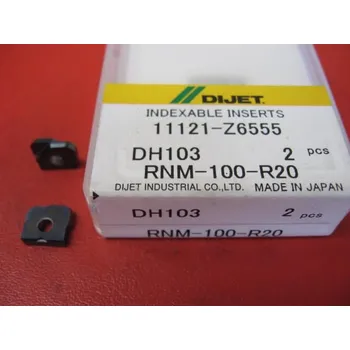 DIJET
INDEXABLE INSERTS
11121-Z6555
DH103 2 pcs
RNM-100-R20
DIJET INDUSTRIAL CO.,LTD. MADE IN JAPAN
DH103 2 pcs
RNM-100-R20